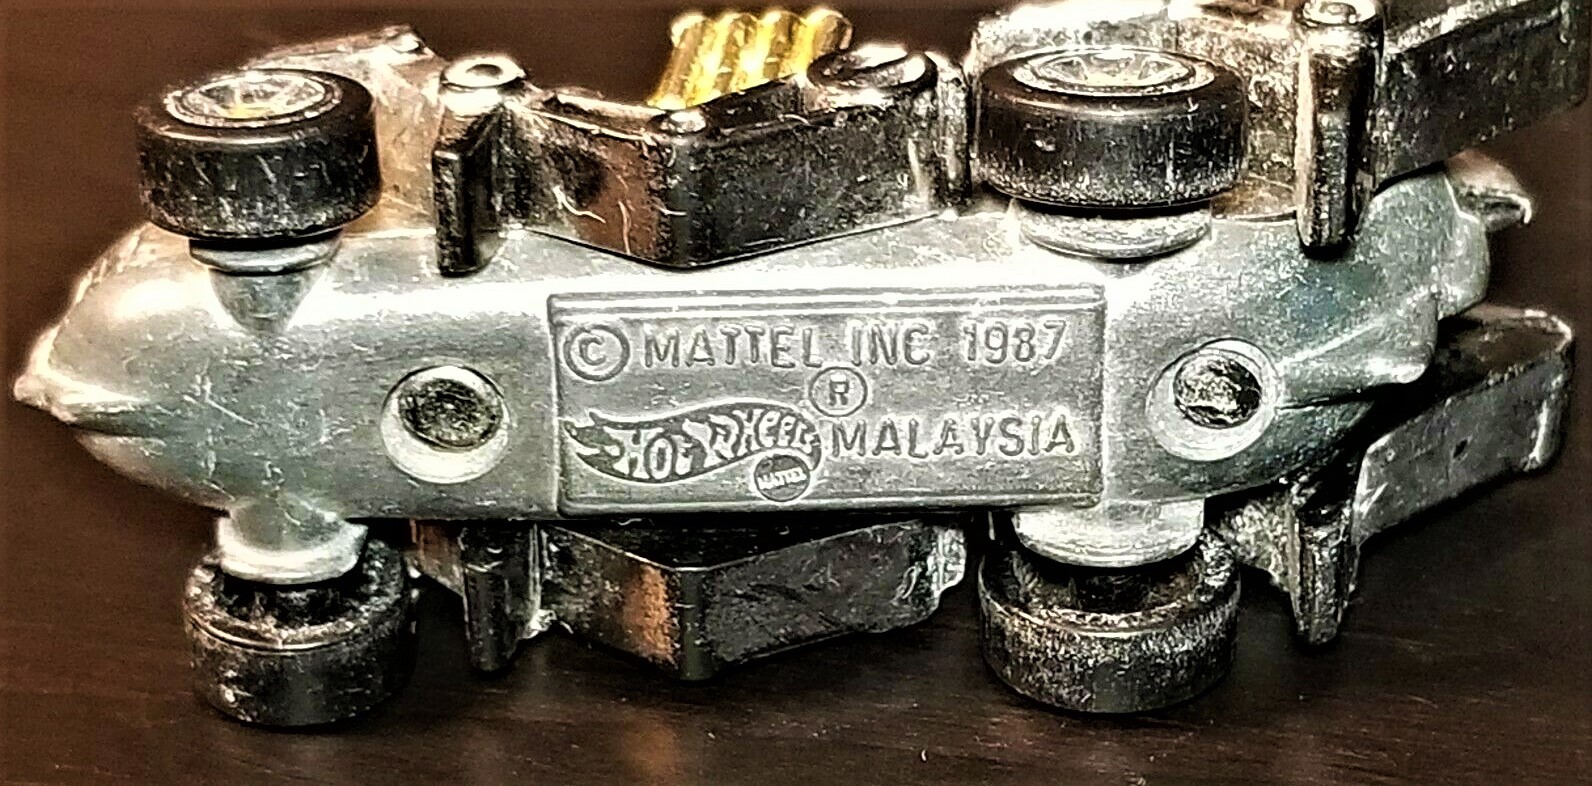 © MATTEL INC 1987
®
HOT WHEELS MALAYSIA
MATTEL